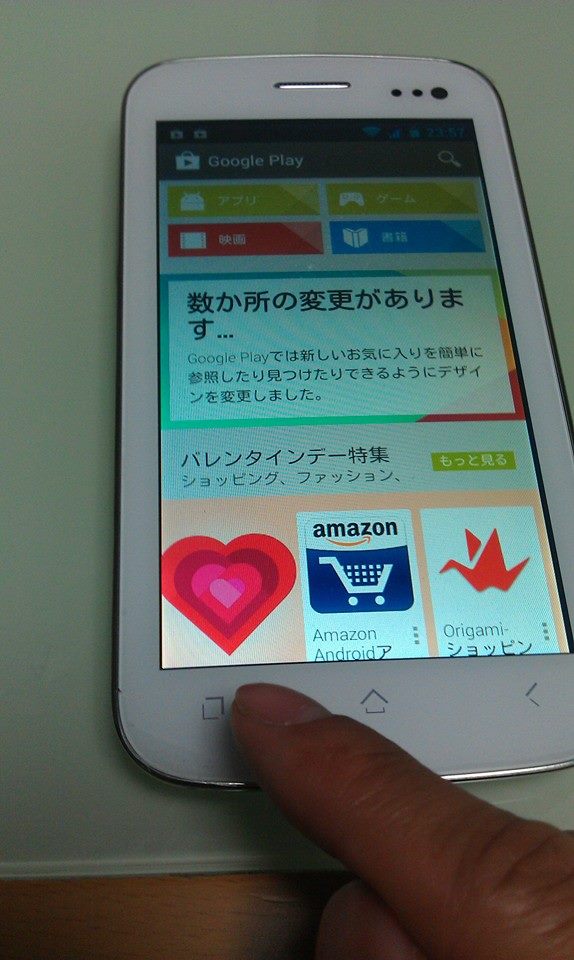 23:57
Google Play
アプリ
ゲーム
映画
書籍
数か所の変更がありま
す...
Google Playでは新しいお気に入りを簡単に
参照したり見つけたりできるようにデザイ
ンを変更しました。
バレンタインデー特集
もっと見る
ショッピング、ファッション、
amazon
Amazon
Androidア
Origami-
ショッピン